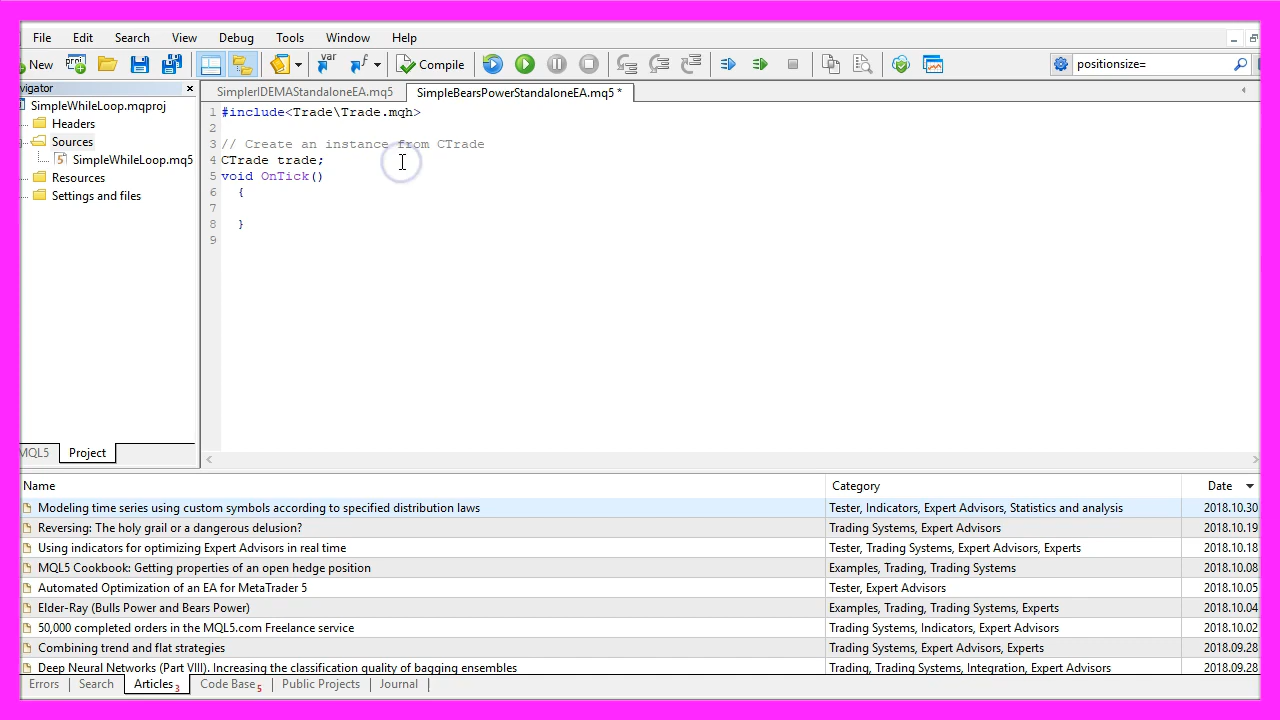 File Edit Search View Debug Tools Window Help
New Compile positionsize=
vigator
SimplerIDEMAStandaloneEA.mq5 SimpleBearsPowerStandaloneEA.mq5 *
SimpleWhileLoop.mqproj
Headers
Sources
SimpleWhileLoop.mq5
Resources
Settings and files
1 #include<Trade\Trade.mqh>
2
3 // Create an instance from CTrade
4 CTrade trade;
5 void OnTick()
6 {
7
8 }
9
MQL5 Project
Name Category Date
Modeling time series using custom symbols according to specified distribution laws Tester, Indicators, Expert Advisors, Statistics and analysis 2018.10.30
Reversing: The holy grail or a dangerous delusion? Trading Systems, Expert Advisors 2018.10.19
Using indicators for optimizing Expert Advisors in real time Tester, Trading Systems, Expert Advisors, Experts 2018.10.18
MQL5 Cookbook: Getting properties of an open hedge position Examples, Trading, Trading Systems 2018.10.08
Automated Optimization of an EA for MetaTrader 5 Tester, Expert Advisors 2018.10.05
Elder-Ray (Bulls Power and Bears Power) Examples, Trading, Trading Systems, Experts 2018.10.04
50,000 completed orders in the MQL5.com Freelance service Trading Systems, Indicators, Expert Advisors 2018.10.02
Combining trend and flat strategies Trading Systems, Expert Advisors, Experts 2018.09.28
Deep Neural Networks (Part VIII). Increasing the classification quality of bagging ensembles Trading, Trading Systems, Integration, Expert Advisors 2018.09.28
Errors Search Articles 3 Code Base 5 Public Projects Journal